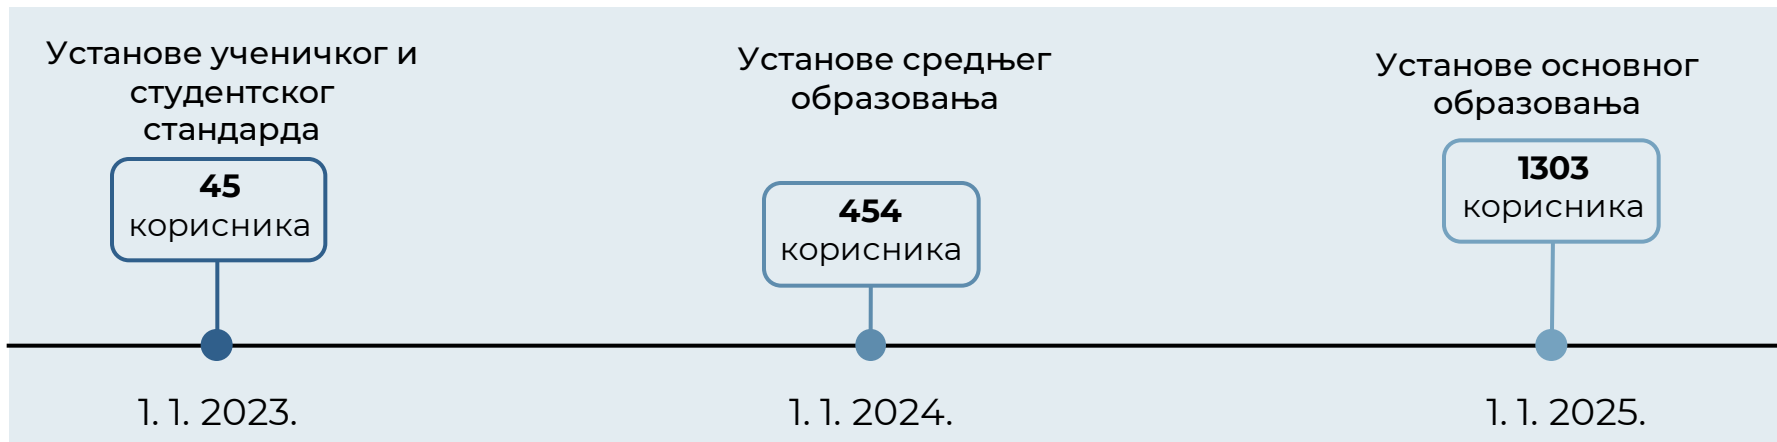 Установе ученичког и
студентског
стандарда
45
корисника
1. 1. 2023.
Установе средњег
образовања
454
корисника
1. 1. 2024.
Установе основног
образовања
1303
корисника
1. 1. 2025.